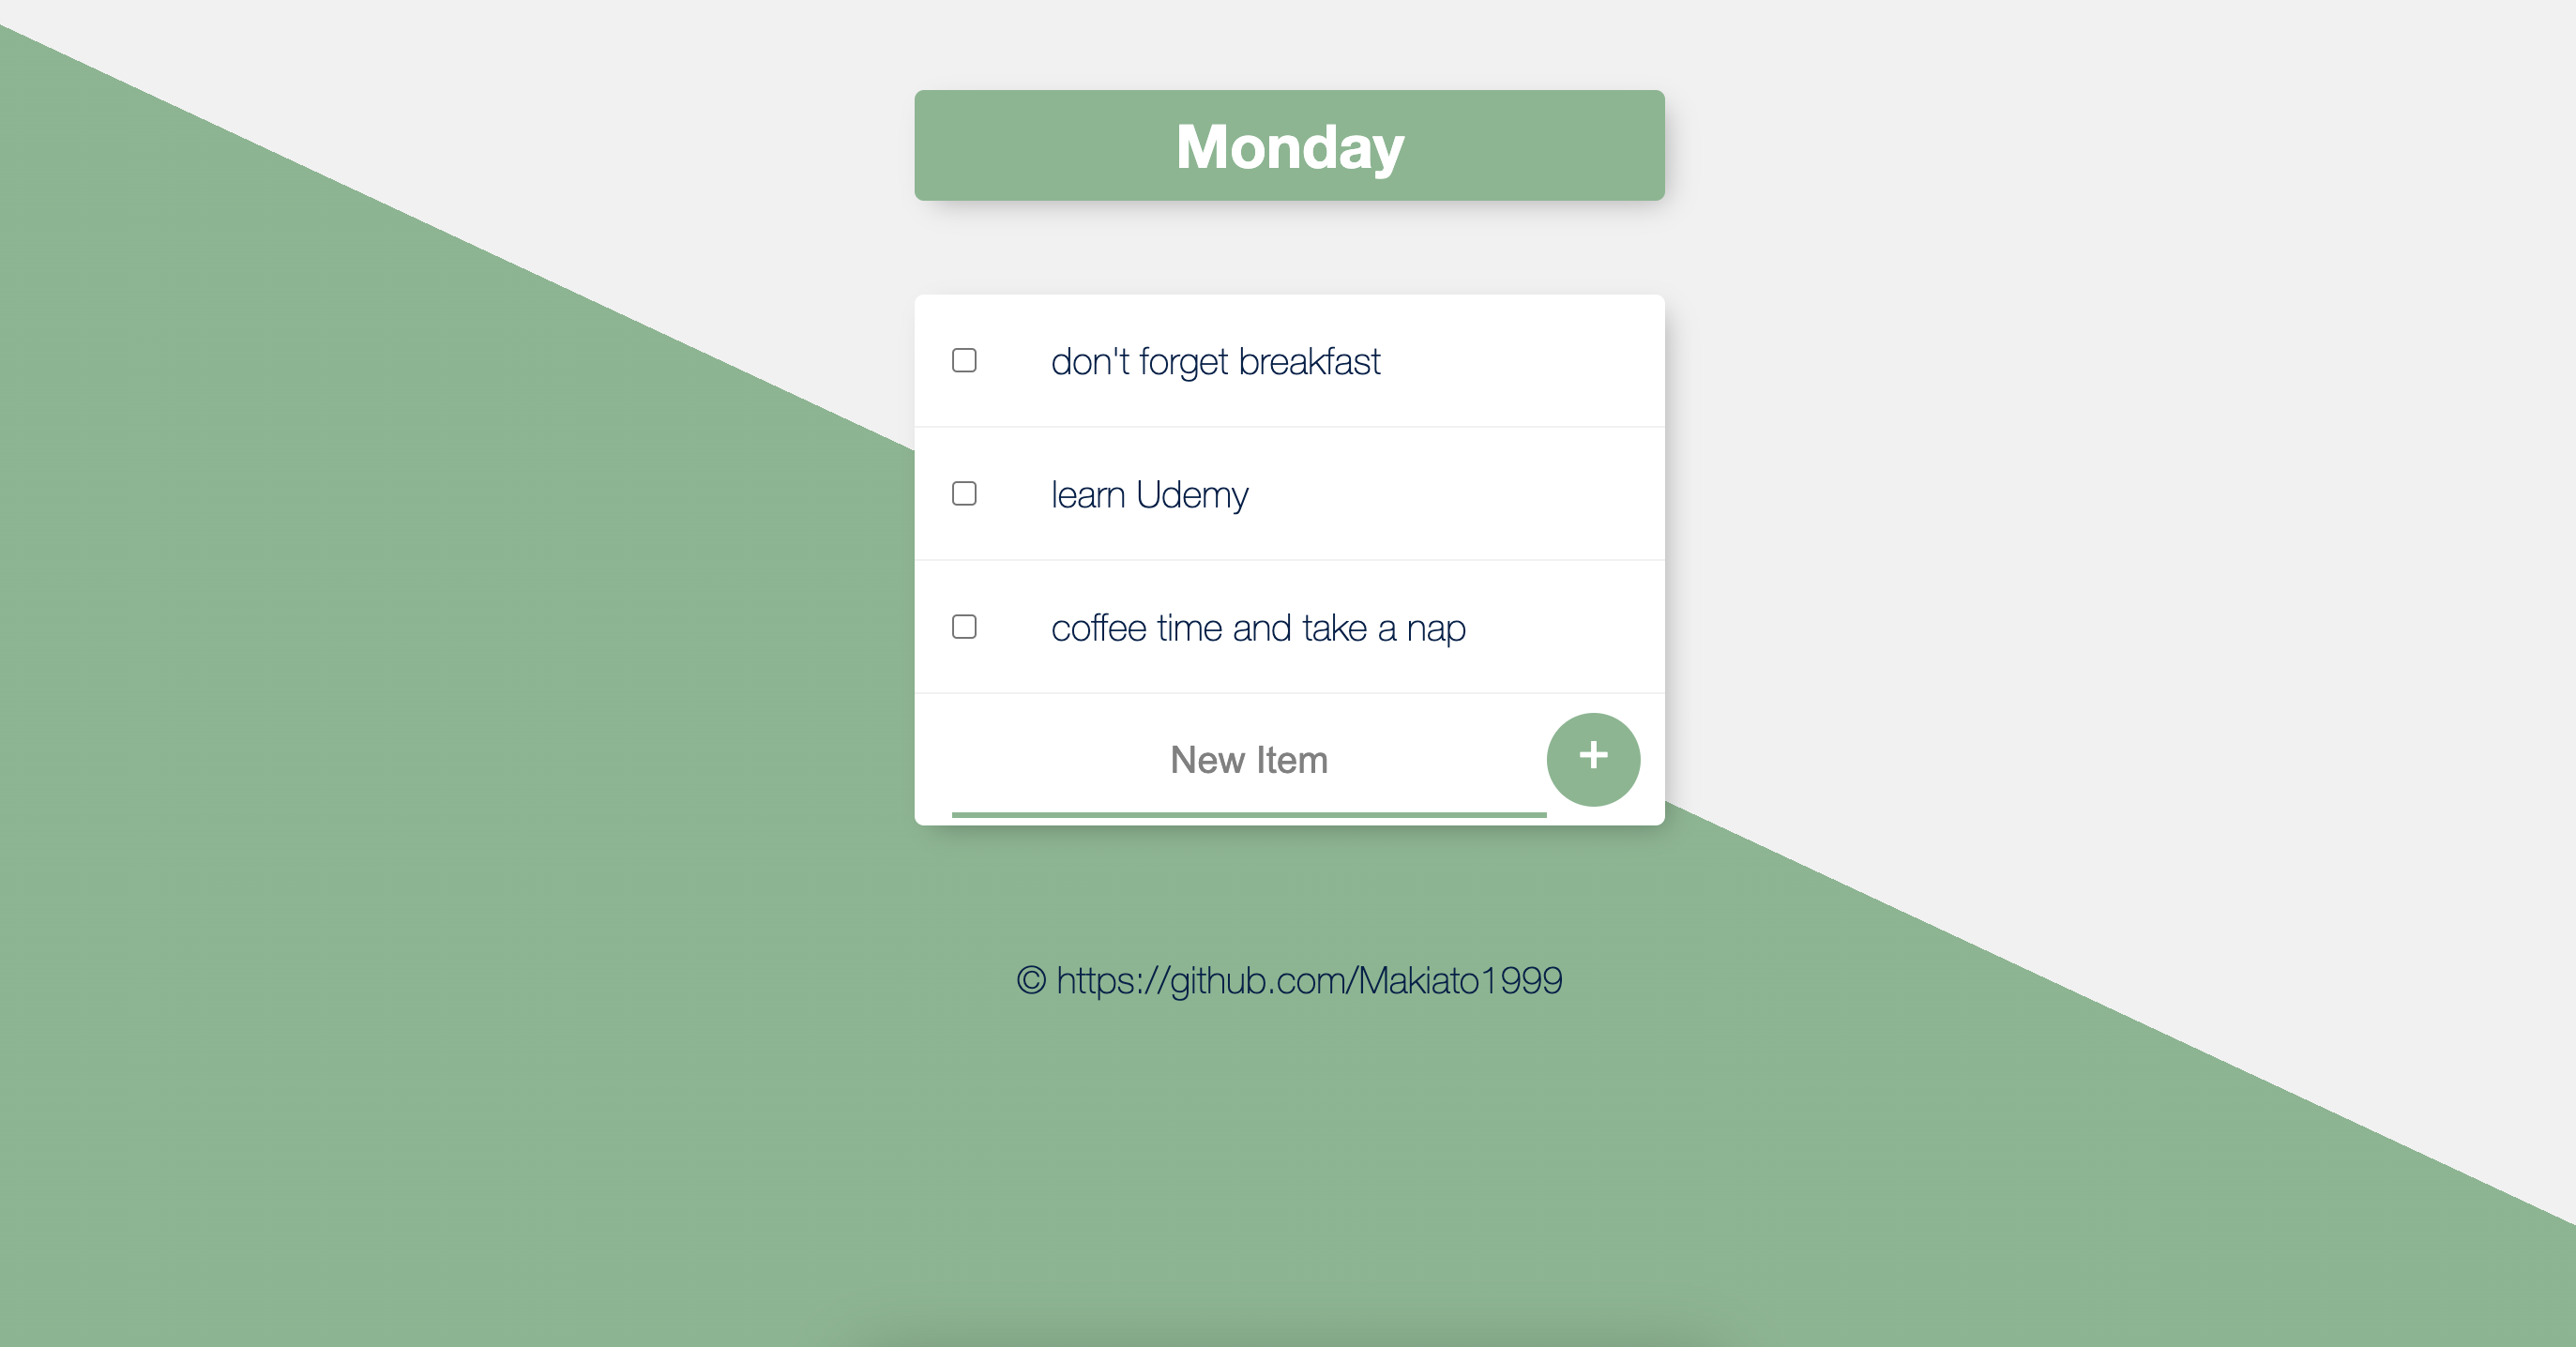 Monday
don't forget breakfast
learn Udemy
coffee time and take a nap
New Item
+
© https://github.com/Makiato1999